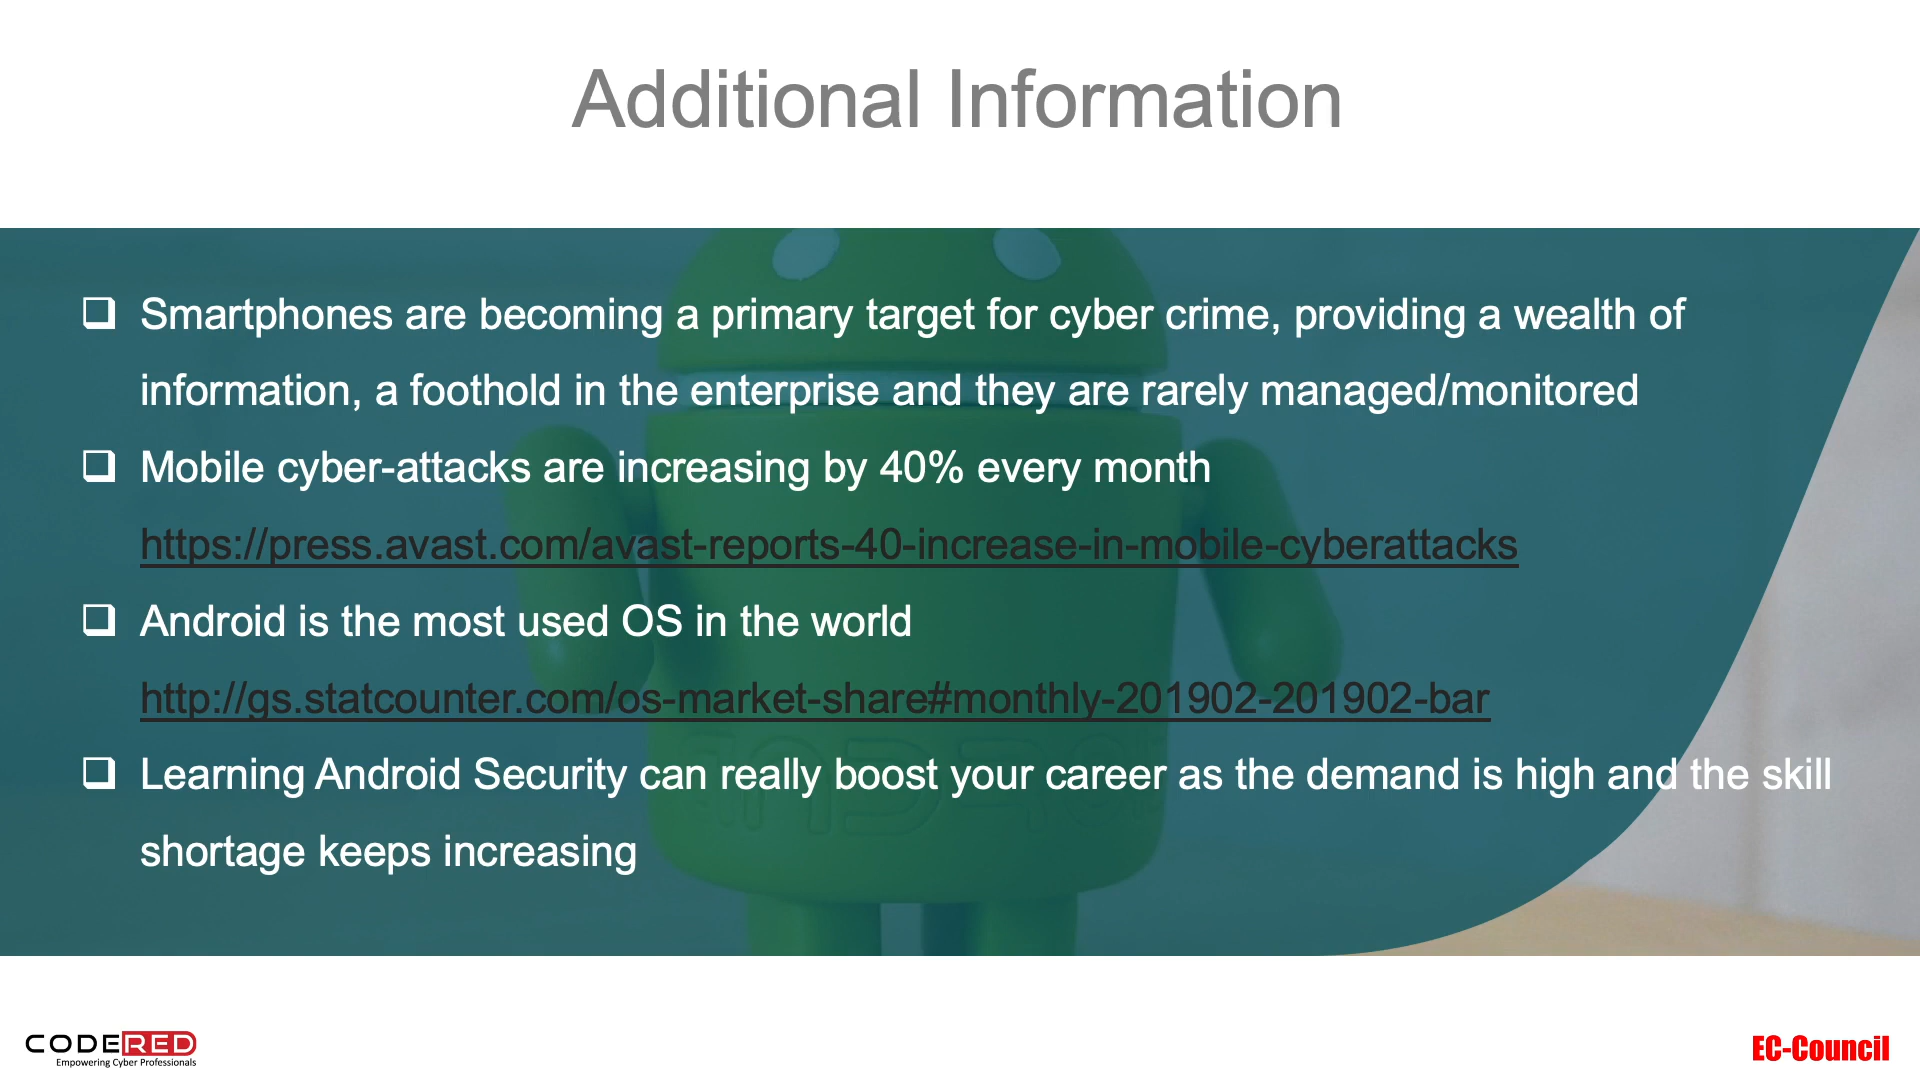 Additional Information
Smartphones are becoming a primary target for cyber crime, providing a wealth of
information, a foothold in the enterprise and they are rarely managed/monitored
Mobile cyber-attacks are increasing by 40% every month
https://press.avast.com/avast-reports-40-increase-in-mobile-cyberattacks
Android is the most used OS in the world
http://gs.statcounter.com/os-market-share#monthly-201902-201902-bar
Learning Android Security can really boost your career as the demand is high and the skill
shortage keeps increasing
CODERED
Empowering Cyber Professionals
EC-Council